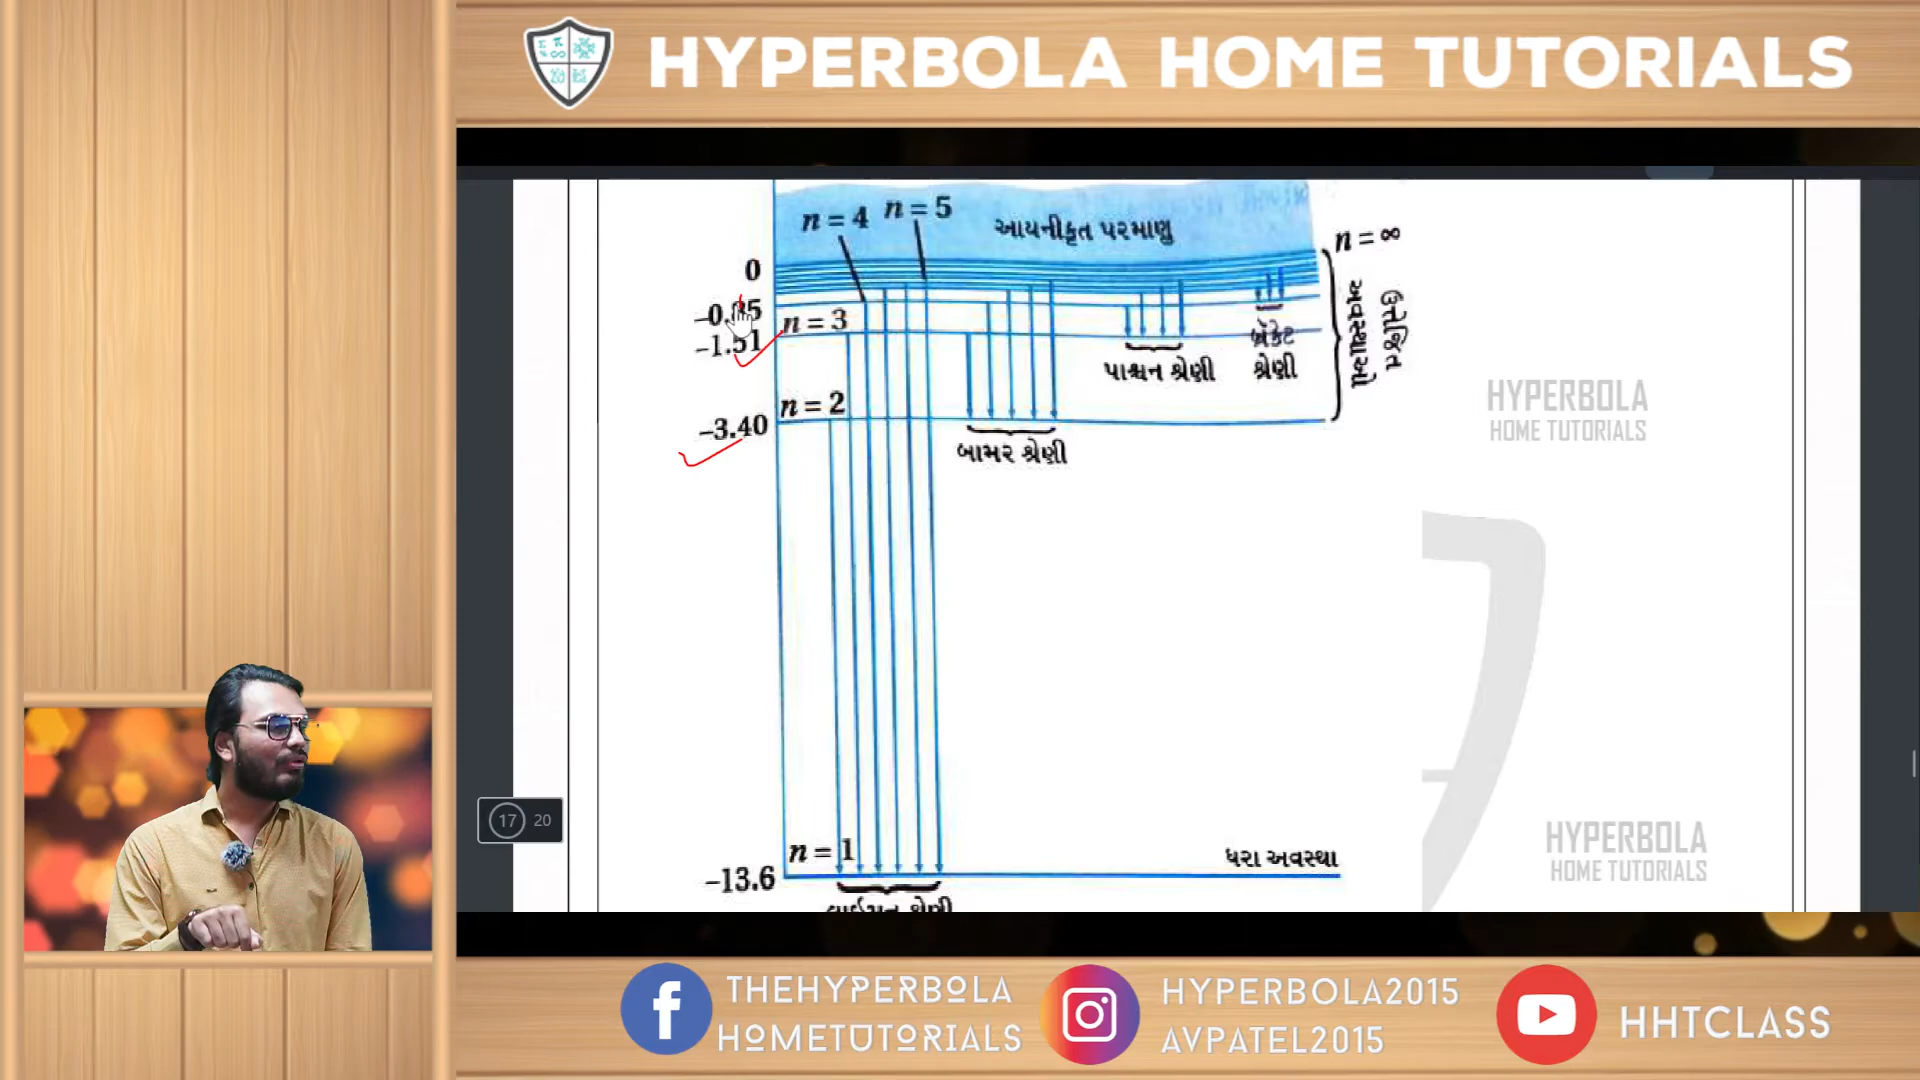 HYPERBOLA HOME TUTORIALS
n = 4
n = 5
આયનીકૃત પરમાણુ
n = ∞
0
–0.85
n = 3
–1.51
બ્રેકેટ
શ્રેણી
પાશ્ચન શ્રેણી
ઉત્તેજિત
અવસ્થાઓ
n = 2
–3.40
બામર શ્રેણી
HYPERBOLA
HOME TUTORIALS
17 20
n = 1
ધરા અવસ્થા
–13.6
લાઇમન શ્રેણી
HYPERBOLA
HOME TUTORIALS
THEHYPERBOLA
HOMETUTORIALS
HYPERBOLA2015
AVPATEL2015
HHTCLASS